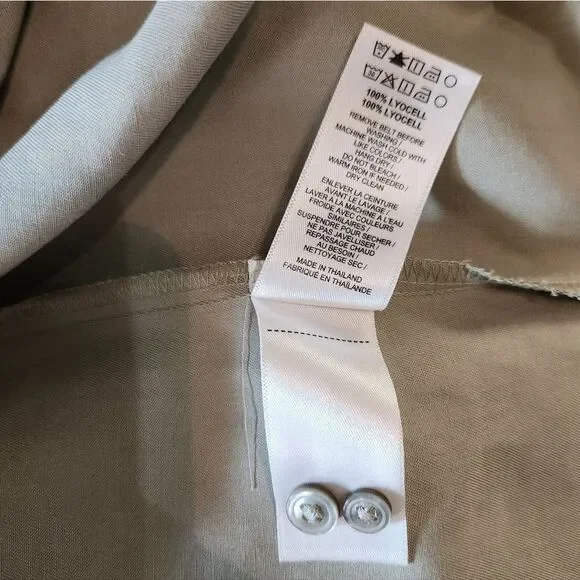 30
100% LYOCELL
100% LYOCELL
REMOVE BELT BEFORE
WASHING /
MACHINE WASH COLD WITH
LIKE COLORS /
HANG DRY /
DO NOT BLEACH /
WARM IRON IF NEEDED /
DRY CLEAN
ENLEVER LA CEINTURE
AVANT LE LAVAGE /
LAVER À LA MACHINE À L'EAU
FROIDE AVEC COULEURS
SIMILAIRES /
SUSPENDRE POUR SÉCHER /
NE PAS JAVELLISER /
REPASSAGE CHAUD
AU BESOIN /
NETTOYAGE SEC /
MADE IN THAILAND /
FABRIQUÉ EN THAÏLANDE